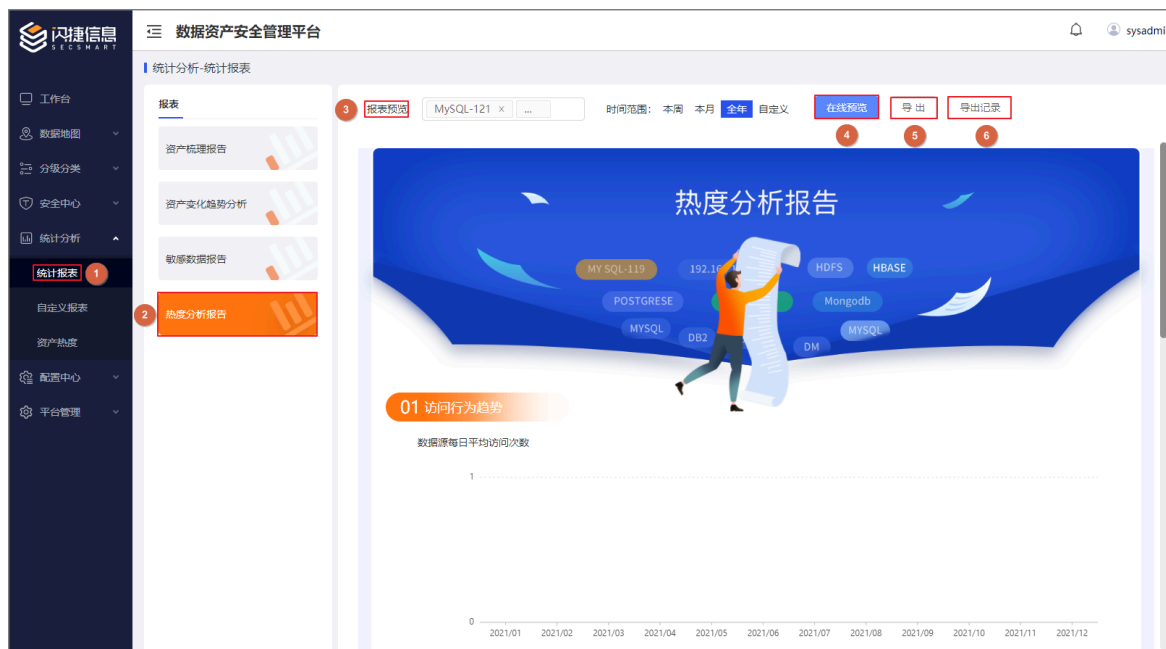 闪捷信息
SECSMART
数据资产安全管理平台
sysadmi
统计分析-统计报表
工作台
数据地图
分级分类
安全中心
统计分析
统计报表 1
自定义报表
资产热度
配置中心
平台管理
报表
资产梳理报告
资产变化趋势分析
敏感数据报告
2 热度分析报告
3 报表预览 MySQL-121 × ... 时间范围： 本周 本月 全年 自定义 在线预览 导 出 导出记录
4 5 6
热度分析报告
MY SQL-119 192.16 HDFS HBASE
POSTGRESE Mongodb
MYSQL DB2 DM MYSQL
01 访问行为趋势
数据源每日平均访问次数
1
0
2021/01 2021/02 2021/03 2021/04 2021/05 2021/06 2021/07 2021/08 2021/09 2021/10 2021/11 2021/12